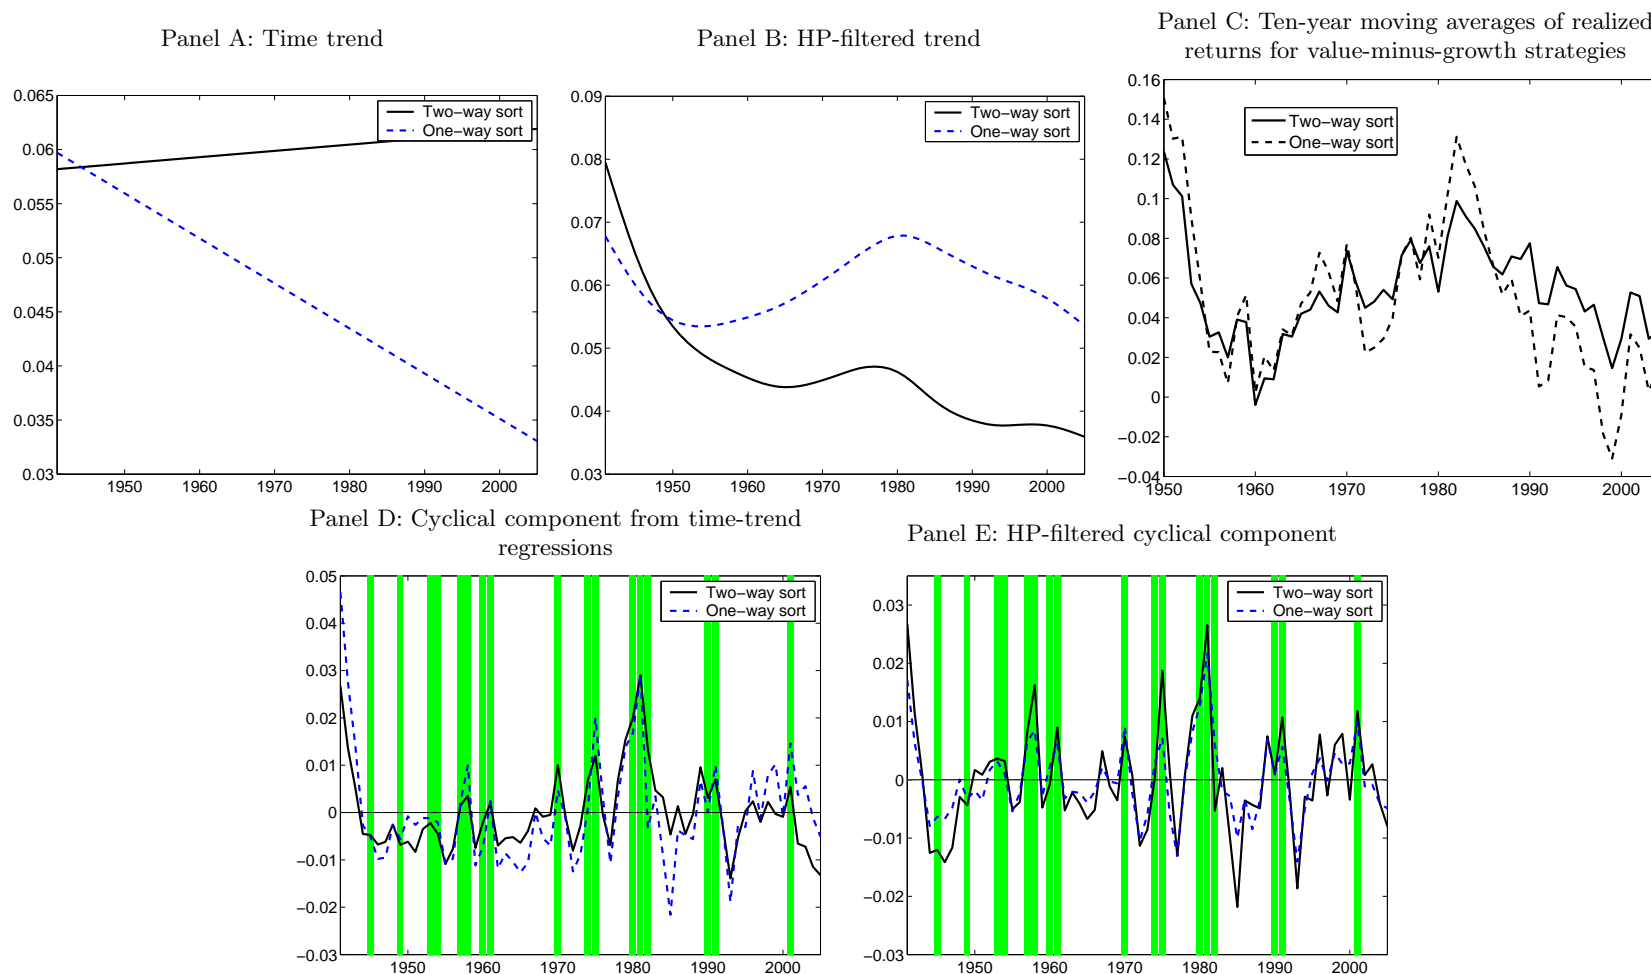 Panel A: Time trend
0.065
0.06
0.055
0.05
0.045
0.04
0.035
0.03
1950 1960 1970 1980 1990 2000
Two−way sort
One−way sort
Panel B: HP-filtered trend
0.09
0.08
0.07
0.06
0.05
0.04
0.03
1950 1960 1970 1980 1990 2000
Two−way sort
One−way sort
Panel C: Ten-year moving averages of realized
returns for value-minus-growth strategies
0.16
0.14
0.12
0.1
0.08
0.06
0.04
0.02
0
−0.02
−0.04
1950 1960 1970 1980 1990 2000
Two−way sort
One−way sort
Panel D: Cyclical component from time-trend
regressions
0.05
0.04
0.03
0.02
0.01
0
−0.01
−0.02
−0.03
1950 1960 1970 1980 1990 2000
Two−way sort
One−way sort
Panel E: HP-filtered cyclical component
0.03
0.02
0.01
0
−0.01
−0.02
−0.03
1950 1960 1970 1980 1990 2000
Two−way sort
One−way sort